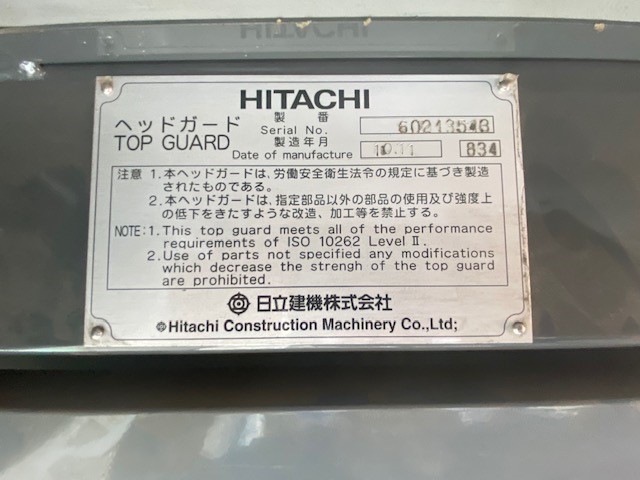 HITACHI
ヘッドガード
TOP GUARD
製番
Serial No.
製造年月
Date of manufacture
10.11
834
注意 1.本ヘッドガードは、労働安全衛生法令の規定に基づき製造
されたものである。
2.本ヘッドガードは、指定部品以外の部品の使用及び強度上
の低下をきたすような改造、加工等を禁止する。
NOTE:1.This top guard meets all of the performance
requirements of ISO 10262 Level Ⅱ.
2.Use of parts not specified any modifications
which decrease the strengh of the top guard
are prohibited.
日立建機株式会社
Hitachi Construction Machinery Co.,Ltd;